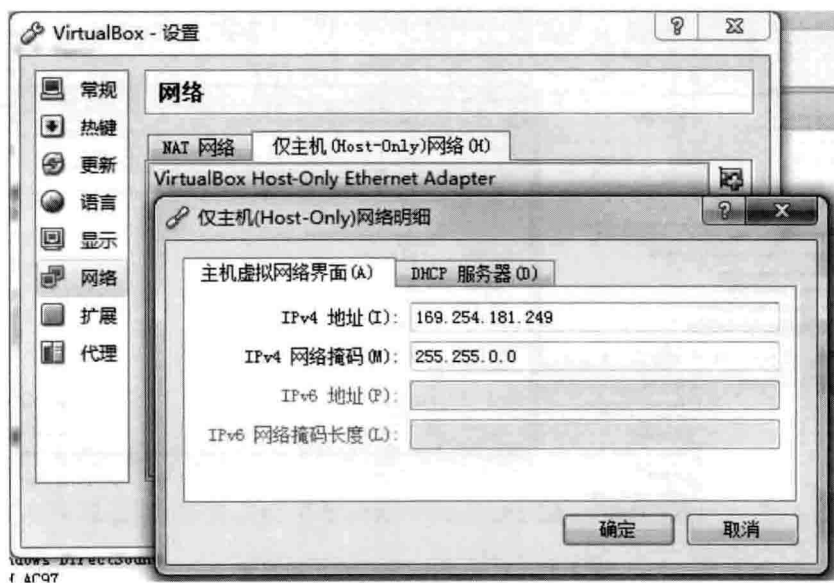 VirtualBox - 设置
常规
热键
更新
语言
显示
网络
扩展
代理
网络
NAT 网络
仅主机(Host-Only)网络(H)
VirtualBox Host-Only Ethernet Adapter
仅主机(Host-Only)网络明细
主机虚拟网络界面(A)
DHCP 服务器(D)
IPv4 地址(I): 169.254.181.249
IPv4 网络掩码(M): 255.255.0.0
IPv6 地址(P):
IPv6 网络掩码长度(L):
确定
取消
AC97